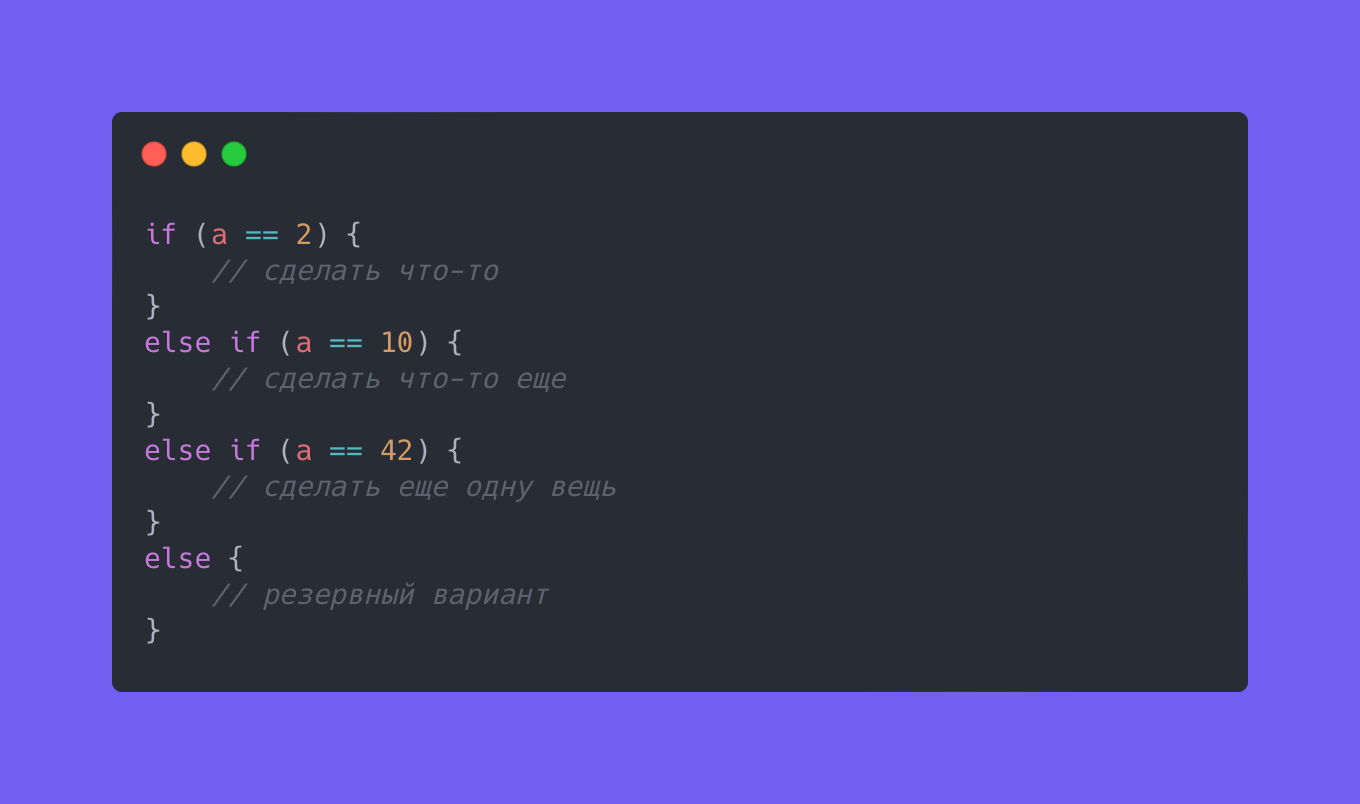 if (a == 2) {
    // сделать что-то
}
else if (a == 10) {
    // сделать что-то еще
}
else if (a == 42) {
    // сделать еще одну вещь
}
else {
    // резервный вариант
}